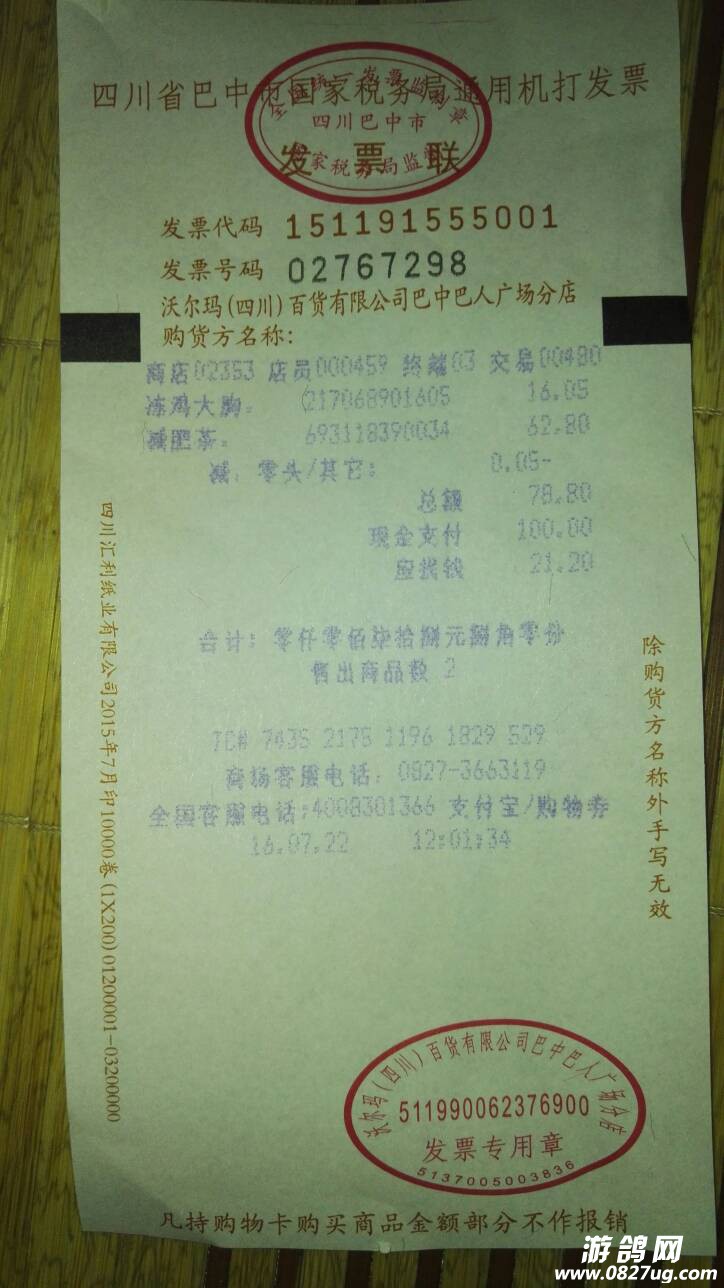 四川省巴中市国家税务局通用机打发票
四川巴中市
国家税务局监制
发票联
发票代码 151191555001
发票号码 02767298
沃尔玛(四川)百货有限公司巴中巴人广场分店
购货方名称:
商店02353 店员000459 终端03 交易00480
冻鸡大胸. 217068901605 16.05
减肥茶. 693118390034 62.80
减. 零头/其它: 0.05-
总额 78.80
现金支付 100.00
应找钱 21.20
合计: 零仟零佰柒拾捌元捌角零份
售出商品数 2
TC# 7435 2175 1196 1829 529
商场客服电话: 0827-3663119
全国客服电话:4008301366 支付宝/购物券
16.07.22 12:01:34
四川汇利纸业有限公司2015年7月印10000卷(1X200)01200001-03200000
除购货方名称外手写无效
沃尔玛(四川)百货有限公司巴中巴人广场分店
511990062376900
发票专用章
5137005003836
凡持购物卡购买商品金额部分不作报销
游鸽网
www.0827ug.com